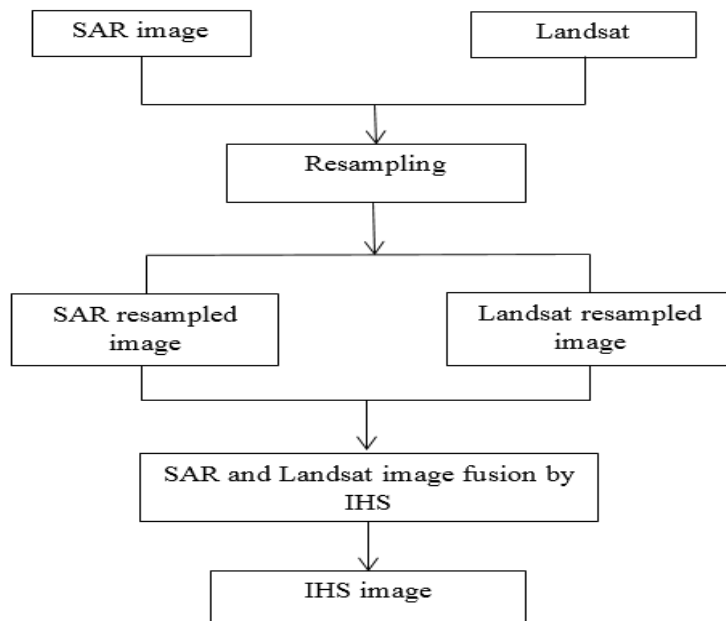 SAR image
Landsat
Resampling
SAR resampled
image
Landsat resampled
image
SAR and Landsat image fusion by
IHS
IHS image